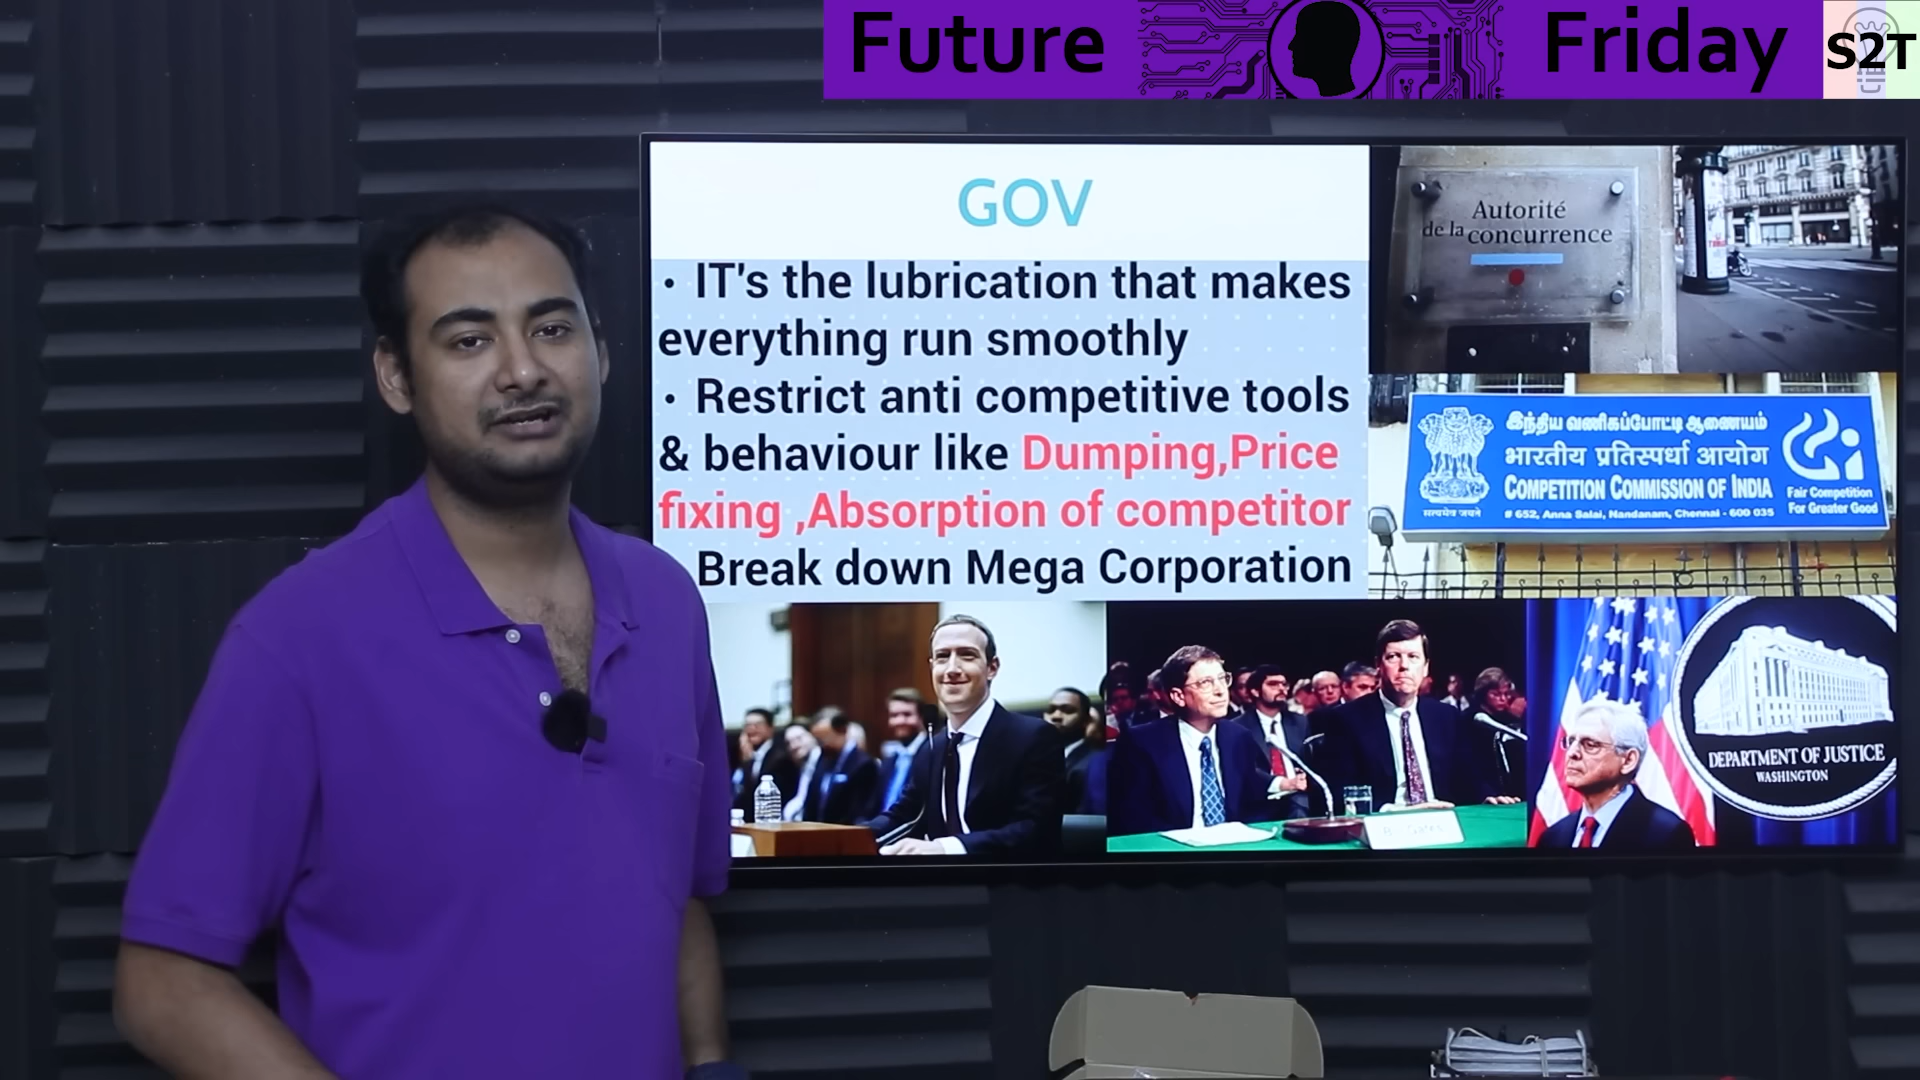 Future Friday
S2T
GOV
• IT's the lubrication that makes
everything run smoothly
• Restrict anti competitive tools
& behaviour like Dumping,Price
fixing ,Absorption of competitor
Break down Mega Corporation
Autorité
de la concurrence
இந்திய வணிகப்போட்டி ஆணையம்
भारतीय प्रतिस्पर्धा आयोग
COMPETITION COMMISSION OF INDIA
सत्यमेव जयते
# 652, Anna Salai, Nandanam, Chennai - 600 035
Fair Competition
For Greater Good
DEPARTMENT OF JUSTICE
WASHINGTON